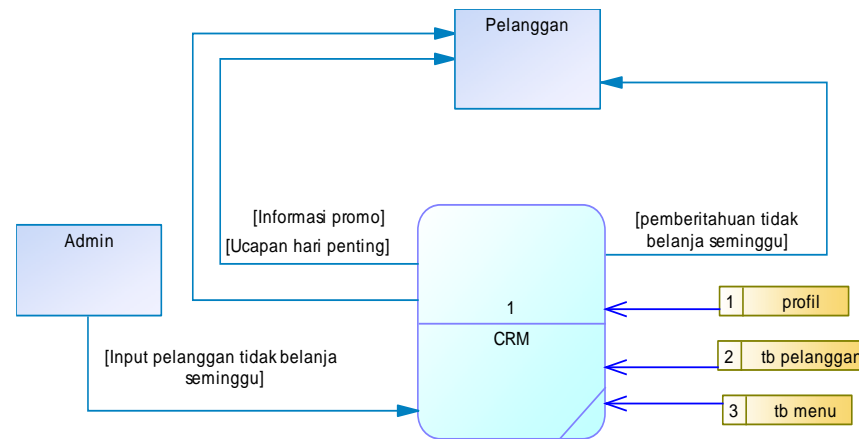 Pelanggan
[Informasi promo]
[Ucapan hari penting]
[pemberitahuan tidak
belanja seminggu]
Admin
1
CRM
1 profil
2 tb pelanggan
3 tb menu
[Input pelanggan tidak belanja
seminggu]